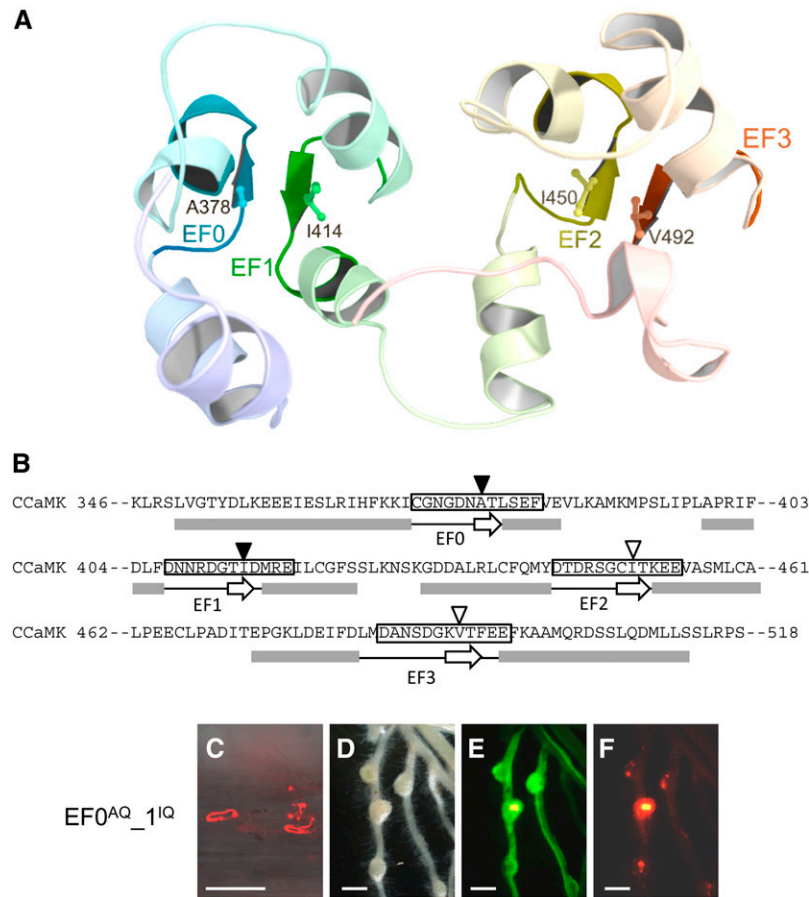 A
A378
EF0
EF1
I414
I450
EF2
EF3
V492
B
CCaMK 346--KLRSLVGTYDLKEEEIESLRIHFKKICGNGDNATLSEFVEVLKAMKMPSLIPLAPRIF--403
EF0
CCaMK 404--DLFDNNRDGTIDMREILCGFSSLKNSKGDDALRLCFQMYDTDRSGCITKEEVASMLCA--461
EF1
EF2
CCaMK 462--LPEECLPADITEPGKLDEIFDLMDANSDGKVTFEEFKAAMQRDSSLQDMLLSSLRPS--518
EF3
EF0AQ_1IQ
C
D
E
F